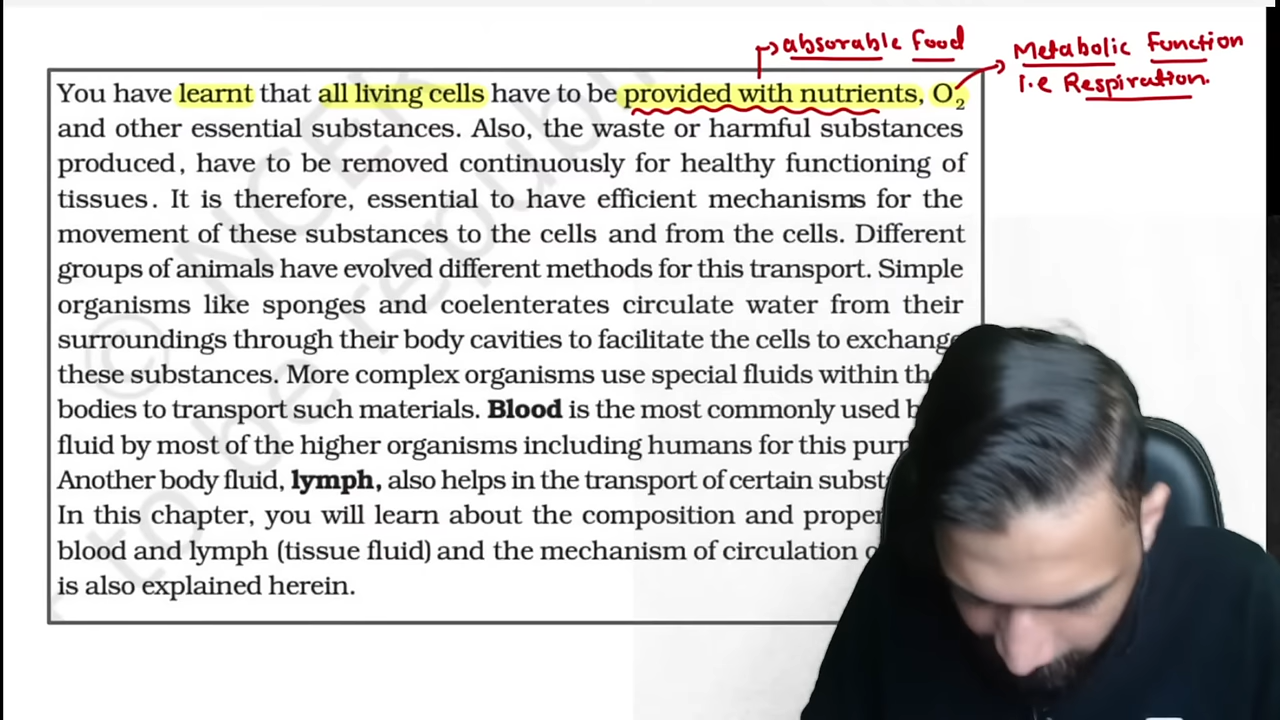 absorable food
Metabolic Function
i.e Respiration.
You have learnt that all living cells have to be provided with nutrients, O2
and other essential substances. Also, the waste or harmful substances
produced, have to be removed continuously for healthy functioning of
tissues. It is therefore, essential to have efficient mechanisms for the
movement of these substances to the cells and from the cells. Different
groups of animals have evolved different methods for this transport. Simple
organisms like sponges and coelenterates circulate water from their
surroundings through their body cavities to facilitate the cells to exchange
these substances. More complex organisms use special fluids within
bodies to transport such materials. Blood is the most commonly used
fluid by most of the higher organisms including humans for this
Another body fluid, lymph, also helps in the transport of certain
In this chapter, you will learn about the composition and
blood and lymph (tissue fluid) and the mechanism of circulation
is also explained herein.